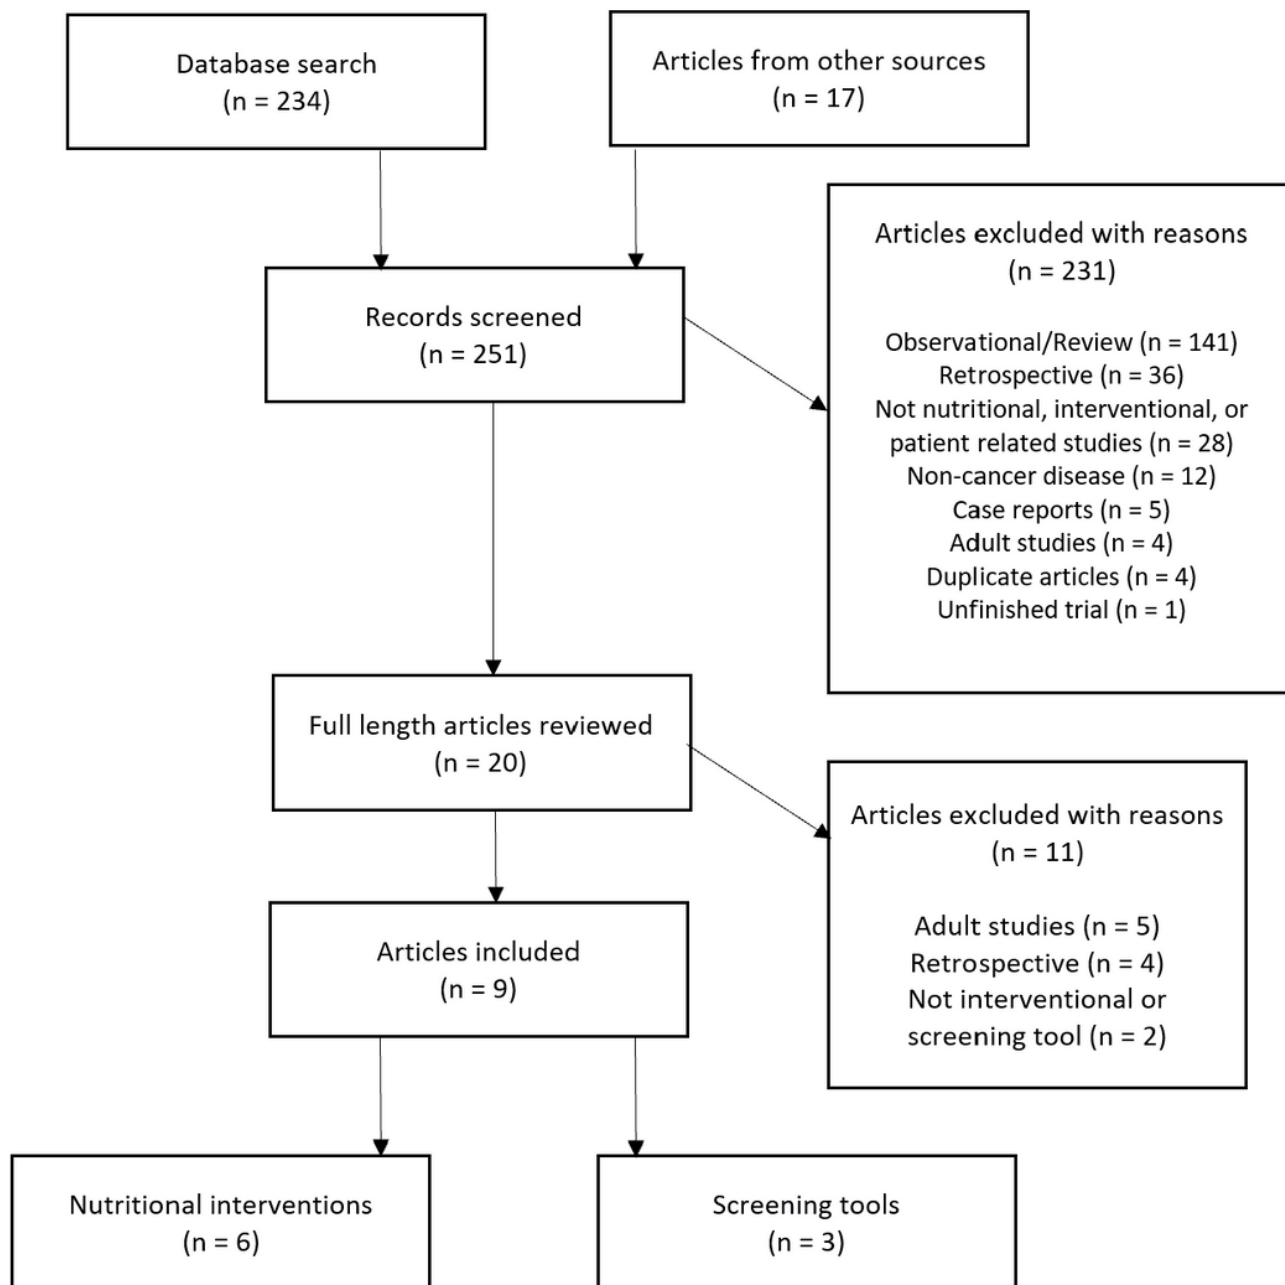 Database search
(n = 234)
Articles from other sources
(n = 17)
Records screened
(n = 251)
Articles excluded with reasons
(n = 231)
Observational/Review (n = 141)
Retrospective (n = 36)
Not nutritional, interventional, or
patient related studies (n = 28)
Non-cancer disease (n = 12)
Case reports (n = 5)
Adult studies (n = 4)
Duplicate articles (n = 4)
Unfinished trial (n = 1)
Full length articles reviewed
(n = 20)
Articles excluded with reasons
(n = 11)
Adult studies (n = 5)
Retrospective (n = 4)
Not interventional or
screening tool (n = 2)
Articles included
(n = 9)
Nutritional interventions
(n = 6)
Screening tools
(n = 3)